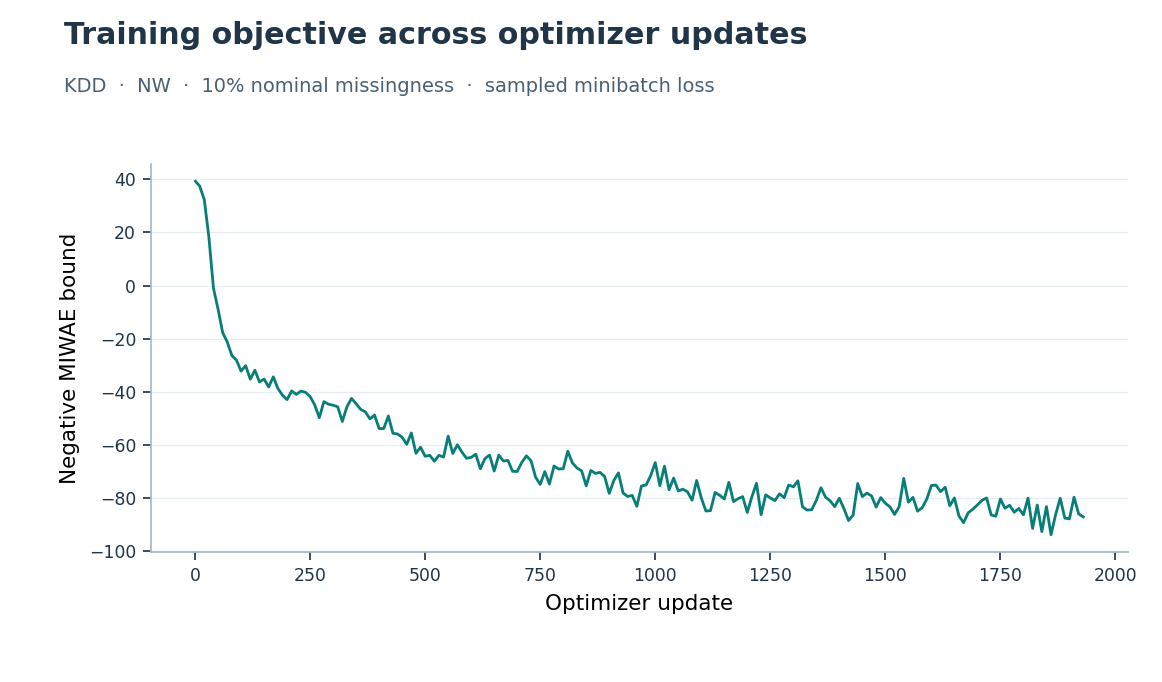 Training objective across optimizer updates
KDD · NW · 10% nominal missingness · sampled minibatch loss
Negative MIWAE bound
40
20
0
−20
−40
−60
−80
−100
0 250 500 750 1000 1250 1500 1750 2000
Optimizer update